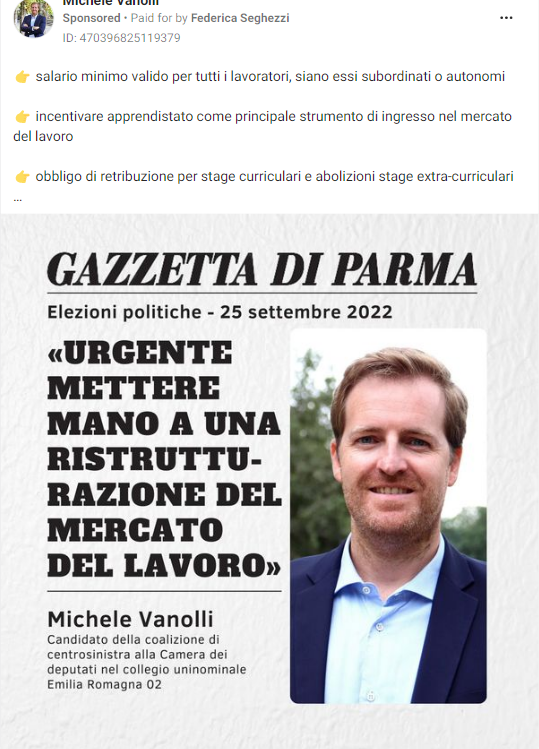 Michele Vanolli
Sponsored • Paid for by Federica Seghezzi
ID: 470396825119379
👉 salario minimo valido per tutti i lavoratori, siano essi subordinati o autonomi
👉 incentivare apprendistato come principale strumento di ingresso nel mercato
del lavoro
👉 obbligo di retribuzione per stage curriculari e abolizioni stage extra-curriculari
...
GAZZETTA DI PARMA
Elezioni politiche - 25 settembre 2022
«URGENTE
METTERE
MANO A UNA
RISTRUTTU-
RAZIONE DEL
MERCATO
DEL LAVORO»
Michele Vanolli
Candidato della coalizione di
centrosinistra alla Camera dei
deputati nel collegio uninominale
Emilia Romagna 02